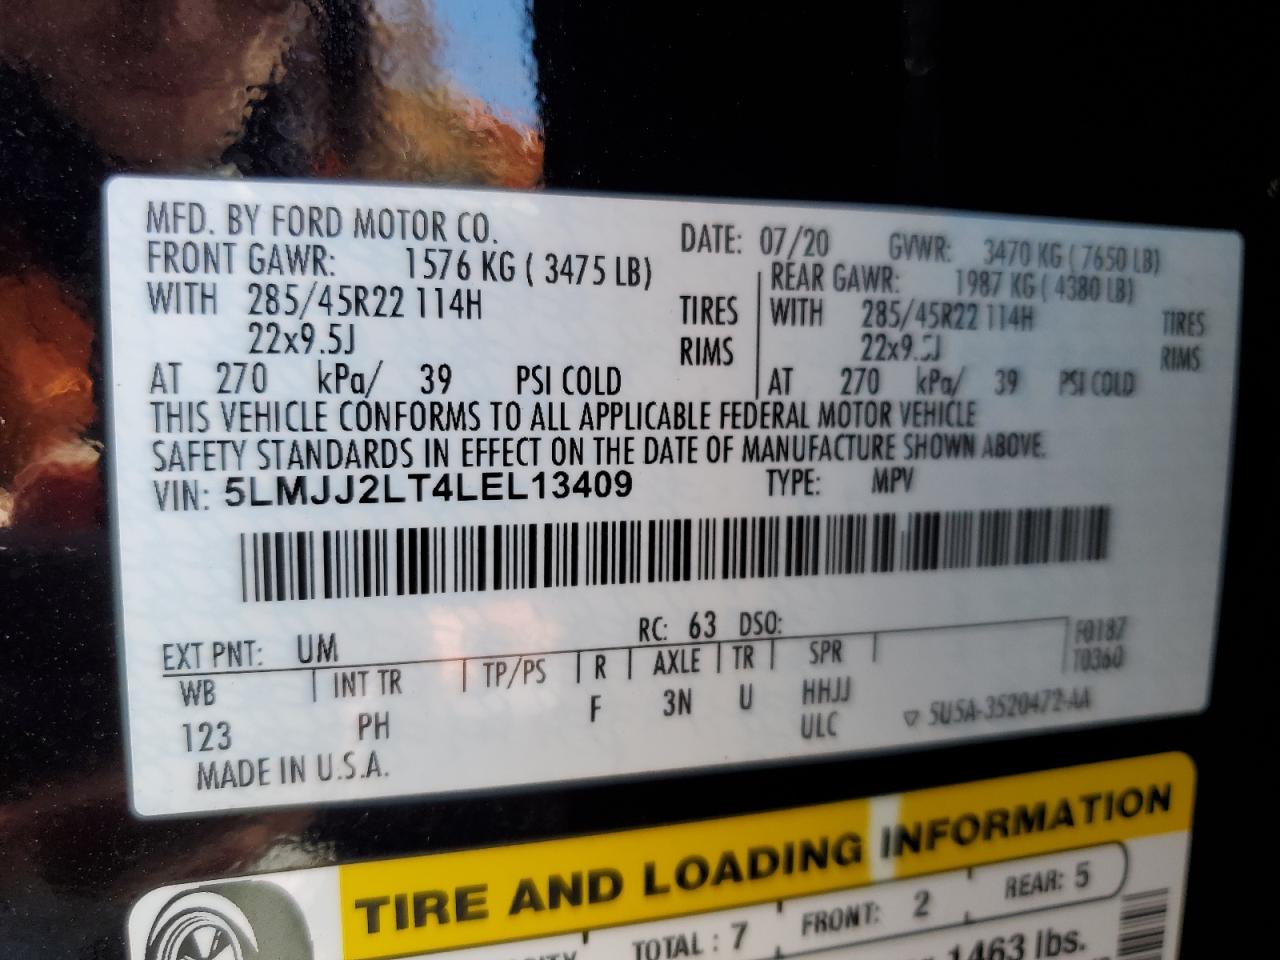 MFD. BY FORD MOTOR CO. DATE: 07/20 GVWR: 3470 KG ( 7650 LB)
FRONT GAWR: 1576 KG ( 3475 LB) REAR GAWR: 1987 KG ( 4380 LB)
WITH 285/45R22 114H TIRES WITH 285/45R22 114H TIRES
22x9.5J RIMS 22x9.5J RIMS
AT 270 kPa/ 39 PSI COLD AT 270 kPa/ 39 PSI COLD
THIS VEHICLE CONFORMS TO ALL APPLICABLE FEDERAL MOTOR VEHICLE
SAFETY STANDARDS IN EFFECT ON THE DATE OF MANUFACTURE SHOWN ABOVE.
VIN: 5LMJJ2LT4LEL13409 TYPE: MPV
EXT PNT: UM RC: 63 DSO: F0187
WB INT TR TP/PS R AXLE TR SPR T0360
123 PH F 3N U HHJJ
ULC ▽ 5U5A-3520472-AA
MADE IN U.S.A.
TIRE AND LOADING INFORMATION
TOTAL : 7 FRONT: 2 REAR: 5
1463 lbs.